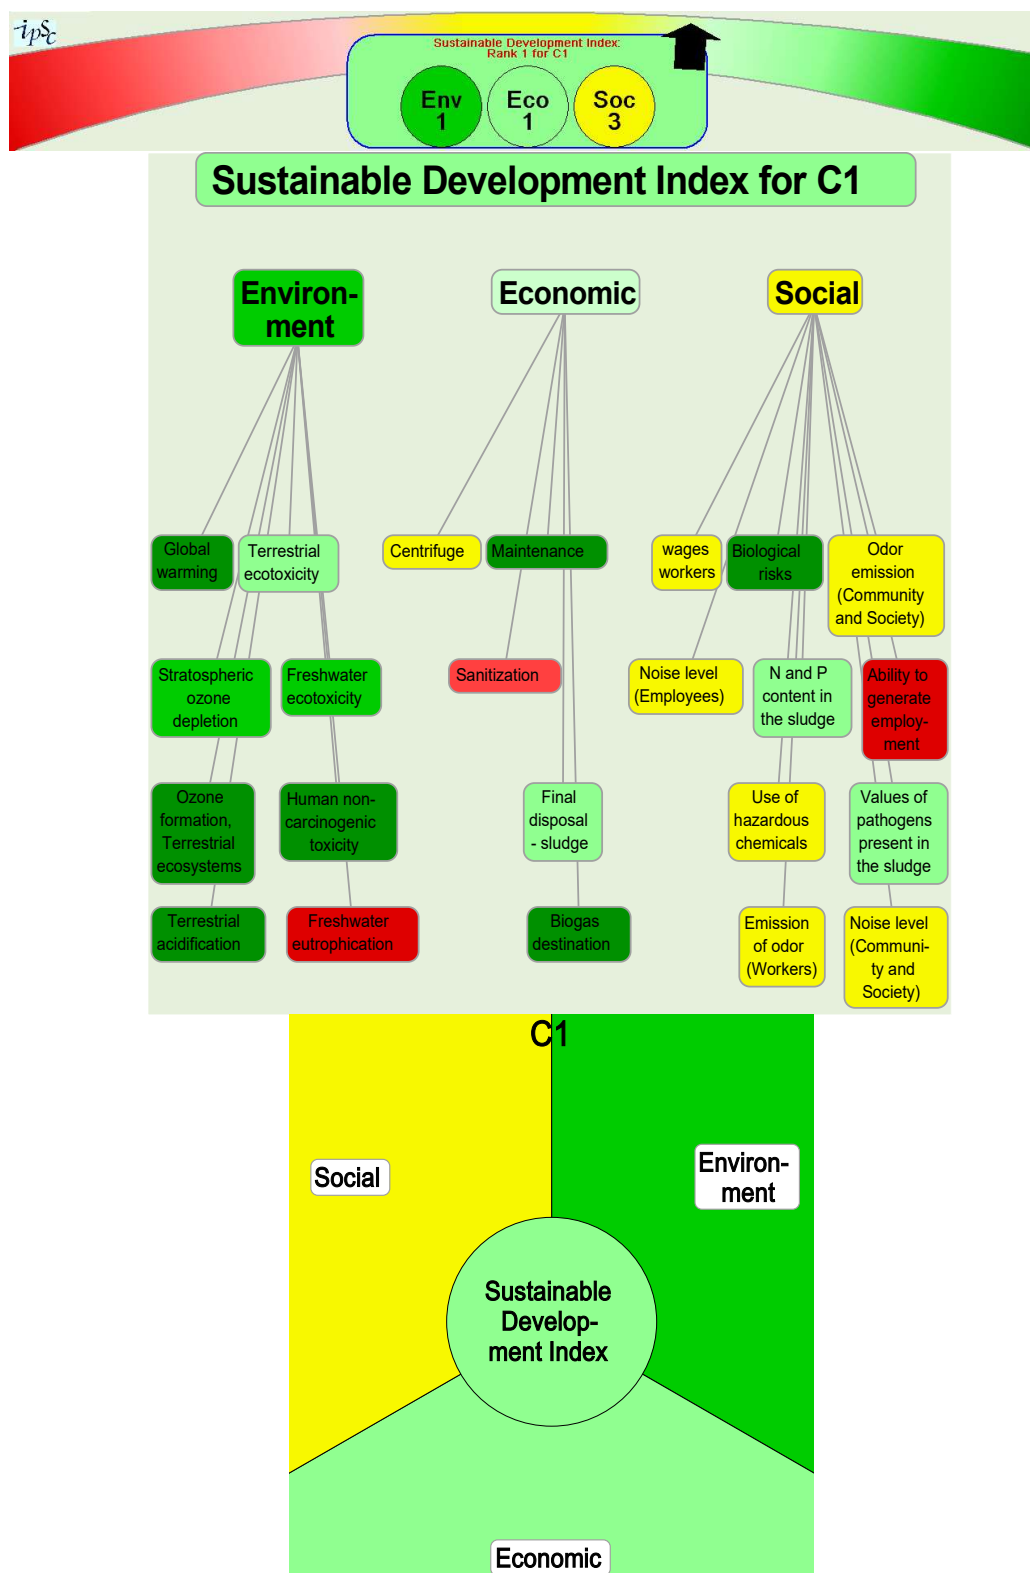 ipSc
Sustainable Development Index:
Rank 1 for C1
Env
1
Eco
1
Soc
3
Sustainable Development Index for C1
Environ-
ment
Economic
Social
Global
warming
Terrestrial
ecotoxicity
Centrifuge
Maintenance
wages
workers
Biological
risks
Odor
emission
(Community
and Society)
Stratospheric
ozone
depletion
Freshwater
ecotoxicity
Sanitization
Noise level
(Employees)
N and P
content in
the sludge
Ability to
generate
employ-
ment
Ozone
formation,
Terrestrial
ecosystems
Human non-
carcinogenic
toxicity
Final
disposal
- sludge
Use of
hazardous
chemicals
Values of
pathogens
present in
the sludge
Terrestrial
acidification
Freshwater
eutrophication
Biogas
destination
Emission
of odor
(Workers)
Noise level
(Communi-
ty and
Society)
C1
Social
Environ-
ment
Sustainable
Develop-
ment Index
Economic